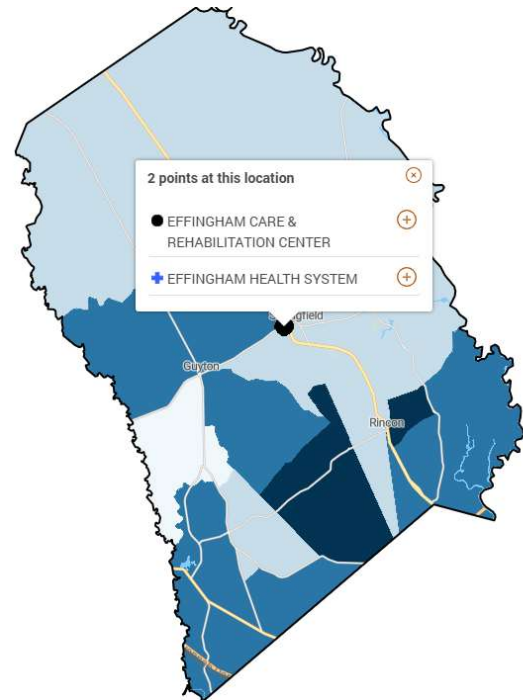 2 points at this location
EFFINGHAM CARE &
REHABILITATION CENTER
EFFINGHAM HEALTH SYSTEM
Guyton
Rincon